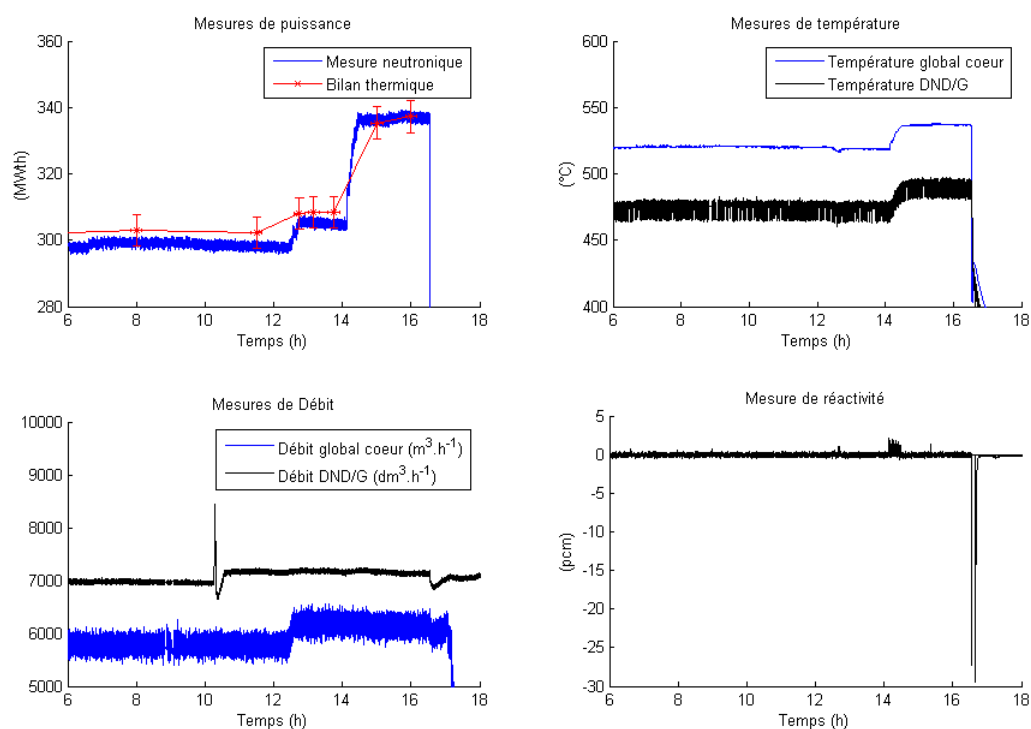 Mesures de puissance
360
340
320
300
280
(MWth)
Mesure neutronique
Bilan thermique
6 8 10 12 14 16 18
Temps (h)
Mesures de température
600
550
500
450
400
(°C)
Température global coeur
Température DND/G
6 8 10 12 14 16 18
Temps (h)
Mesures de Débit
10000
9000
8000
7000
6000
5000
Débit global coeur (m³.h⁻¹)
Débit DND/G (dm³.h⁻¹)
6 8 10 12 14 16 18
Temps (h)
Mesure de réactivité
5
0
-5
-10
-15
-20
-25
-30
(pcm)
6 8 10 12 14 16 18
Temps (h)